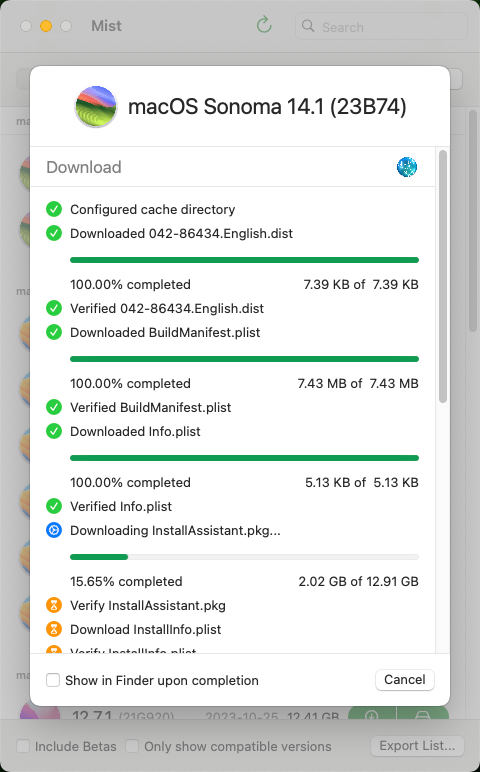 Mist
Search
macOS Sonoma 14.1 (23B74)
Download
Configured cache directory
Downloaded 042-86434.English.dist
100.00% completed 7.39 KB of 7.39 KB
Verified 042-86434.English.dist
Downloaded BuildManifest.plist
100.00% completed 7.43 MB of 7.43 MB
Verified BuildManifest.plist
Downloaded Info.plist
100.00% completed 5.13 KB of 5.13 KB
Verified Info.plist
Downloading InstallAssistant.pkg...
15.65% completed 2.02 GB of 12.91 GB
Verify InstallAssistant.pkg
Download InstallInfo.plist
Verify InstallInfo.plist
Show in Finder upon completion Cancel
12.7.1 (21G920) 2023-10-25 12.41 GB
Include Betas Only show compatible versions Export List...